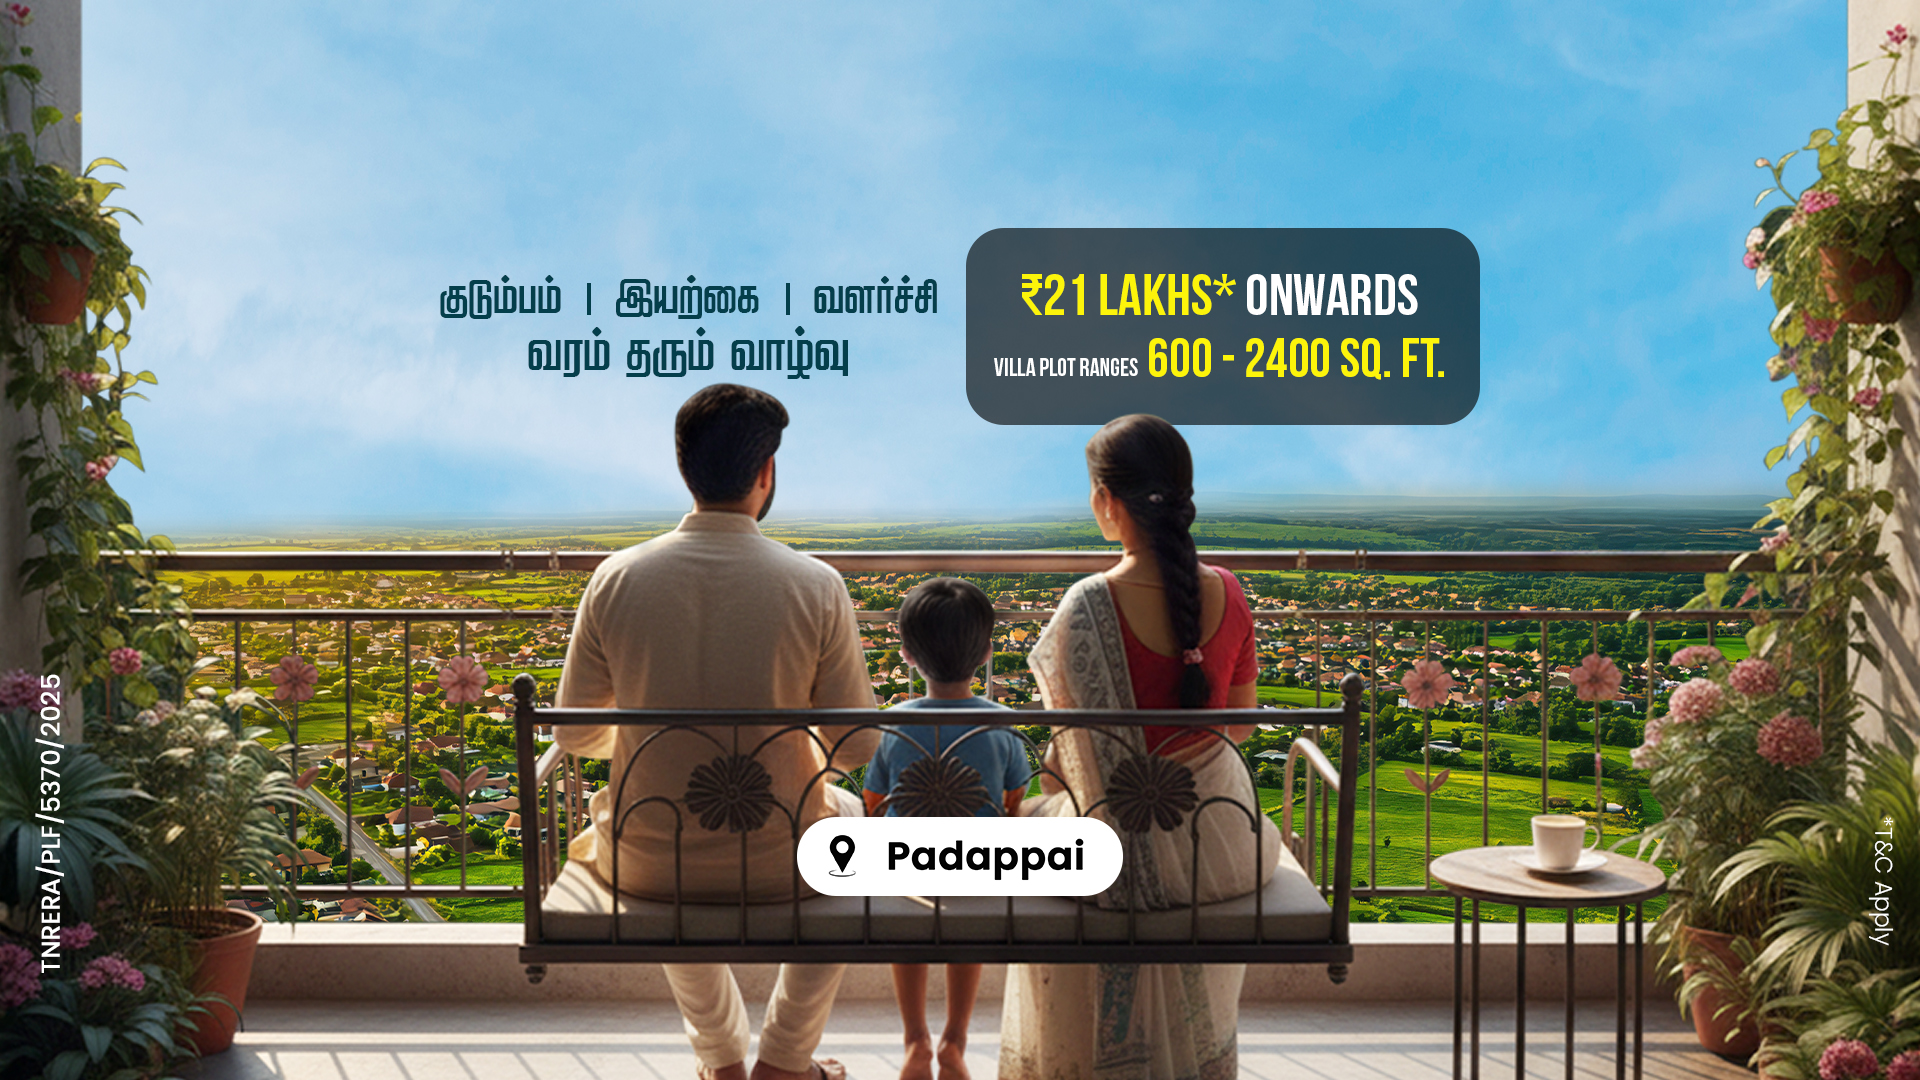 குடும்பம் | இயற்கை | வளர்ச்சி
வரம் தரும் வாழ்வு
₹21 LAKHS* ONWARDS
VILLA PLOT RANGES 600 - 2400 SQ. FT.
Padappai
TNRERA/PLF/5370/2025
*T&C Apply